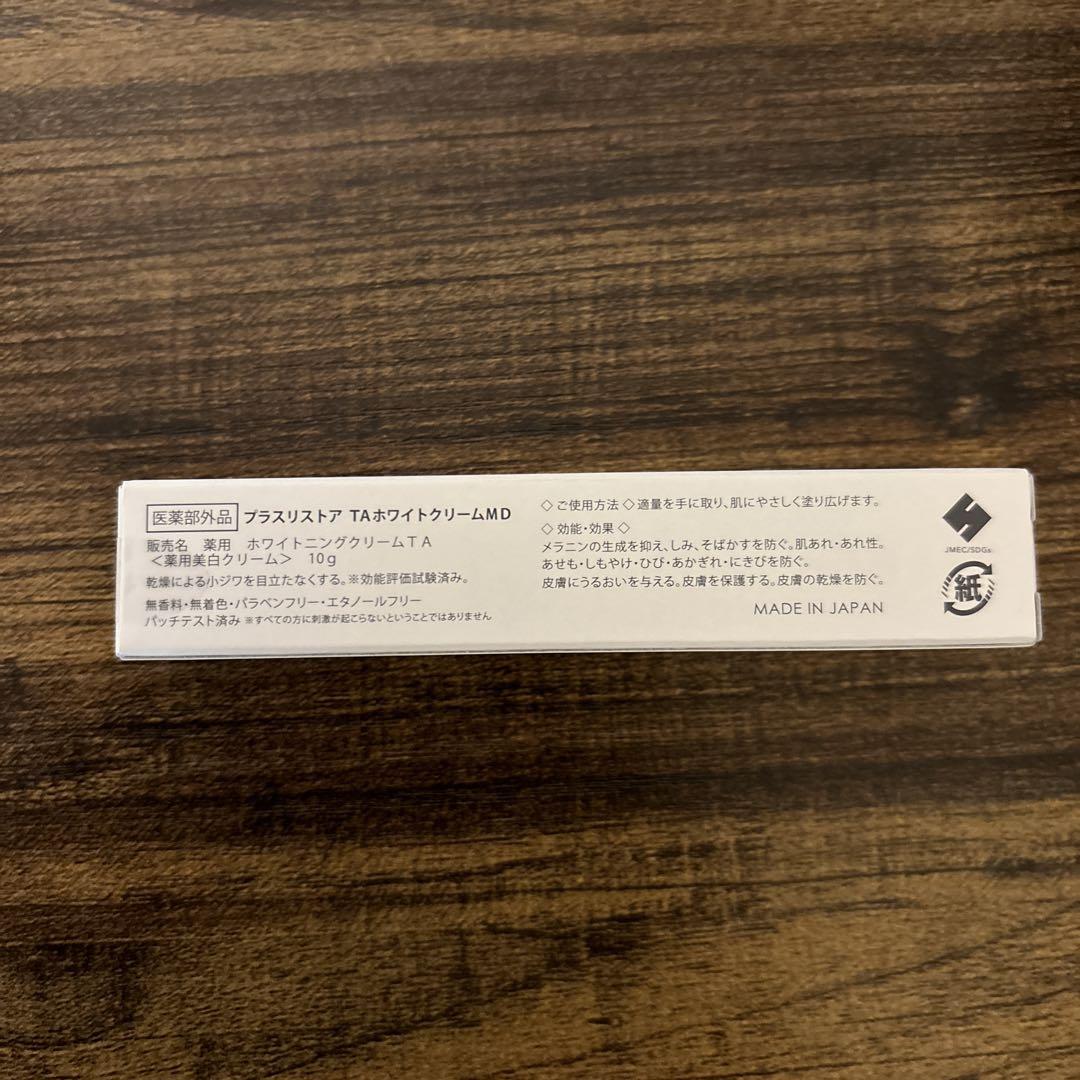 医薬部外品 プラスリストア TAホワイトクリームMD
販売名 薬用 ホワイトニングクリームTA
＜薬用美白クリーム＞ 10g
乾燥による小ジワを目立たなくする。※効能評価試験済み。
無香料・無着色・パラベンフリー・エタノールフリー
パッチテスト済み ※すべての方に刺激が起こらないということではありません
◇ご使用方法◇適量を手に取り、肌にやさしく塗り広げます。
◇効能・効果◇
メラニンの生成を抑え、しみ、そばかすを防ぐ。肌あれ・あれ性。
あせも・しもやけ・ひび・あかぎれ・にきびを防ぐ。
皮膚にうるおいを与える。皮膚を保護する。皮膚の乾燥を防ぐ。
MADE IN JAPAN
JMEC/SDGs
紙